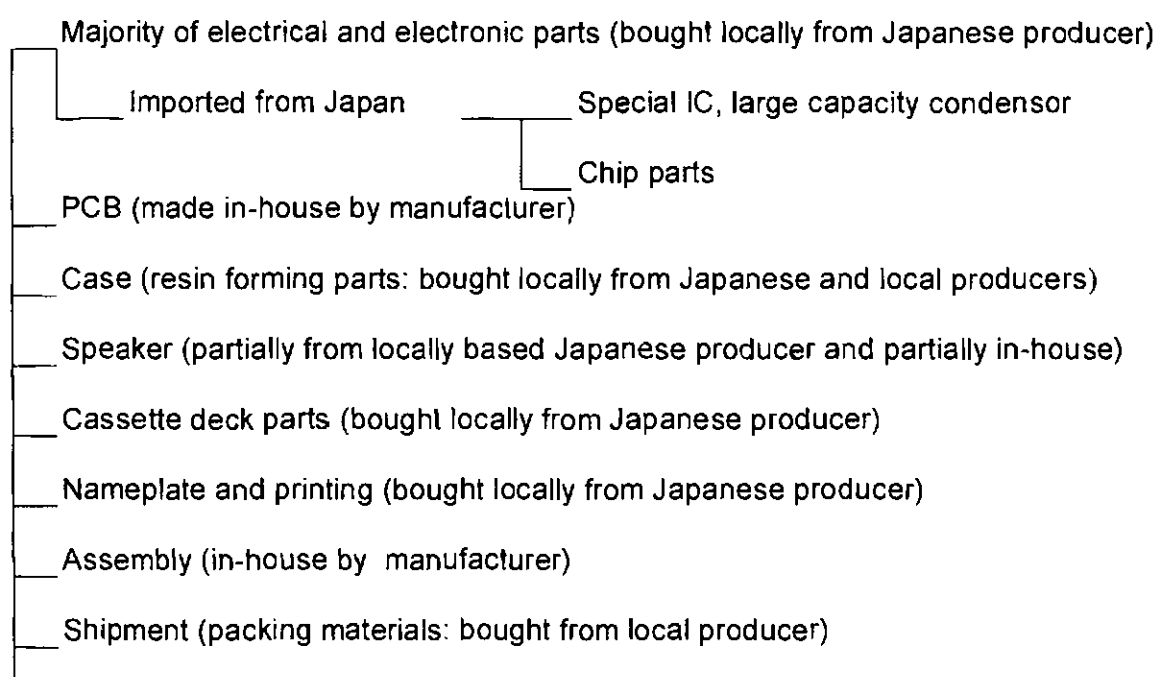 Majority of electrical and electronic parts (bought locally from Japanese producer)
Imported from Japan Special IC, large capacity condensor
Chip parts
PCB (made in-house by manufacturer)
Case (resin forming parts: bought locally from Japanese and local producers)
Speaker (partially from locally based Japanese producer and partially in-house)
Cassette deck parts (bought locally from Japanese producer)
Nameplate and printing (bought locally from Japanese producer)
Assembly (in-house by manufacturer)
Shipment (packing materials: bought from local producer)